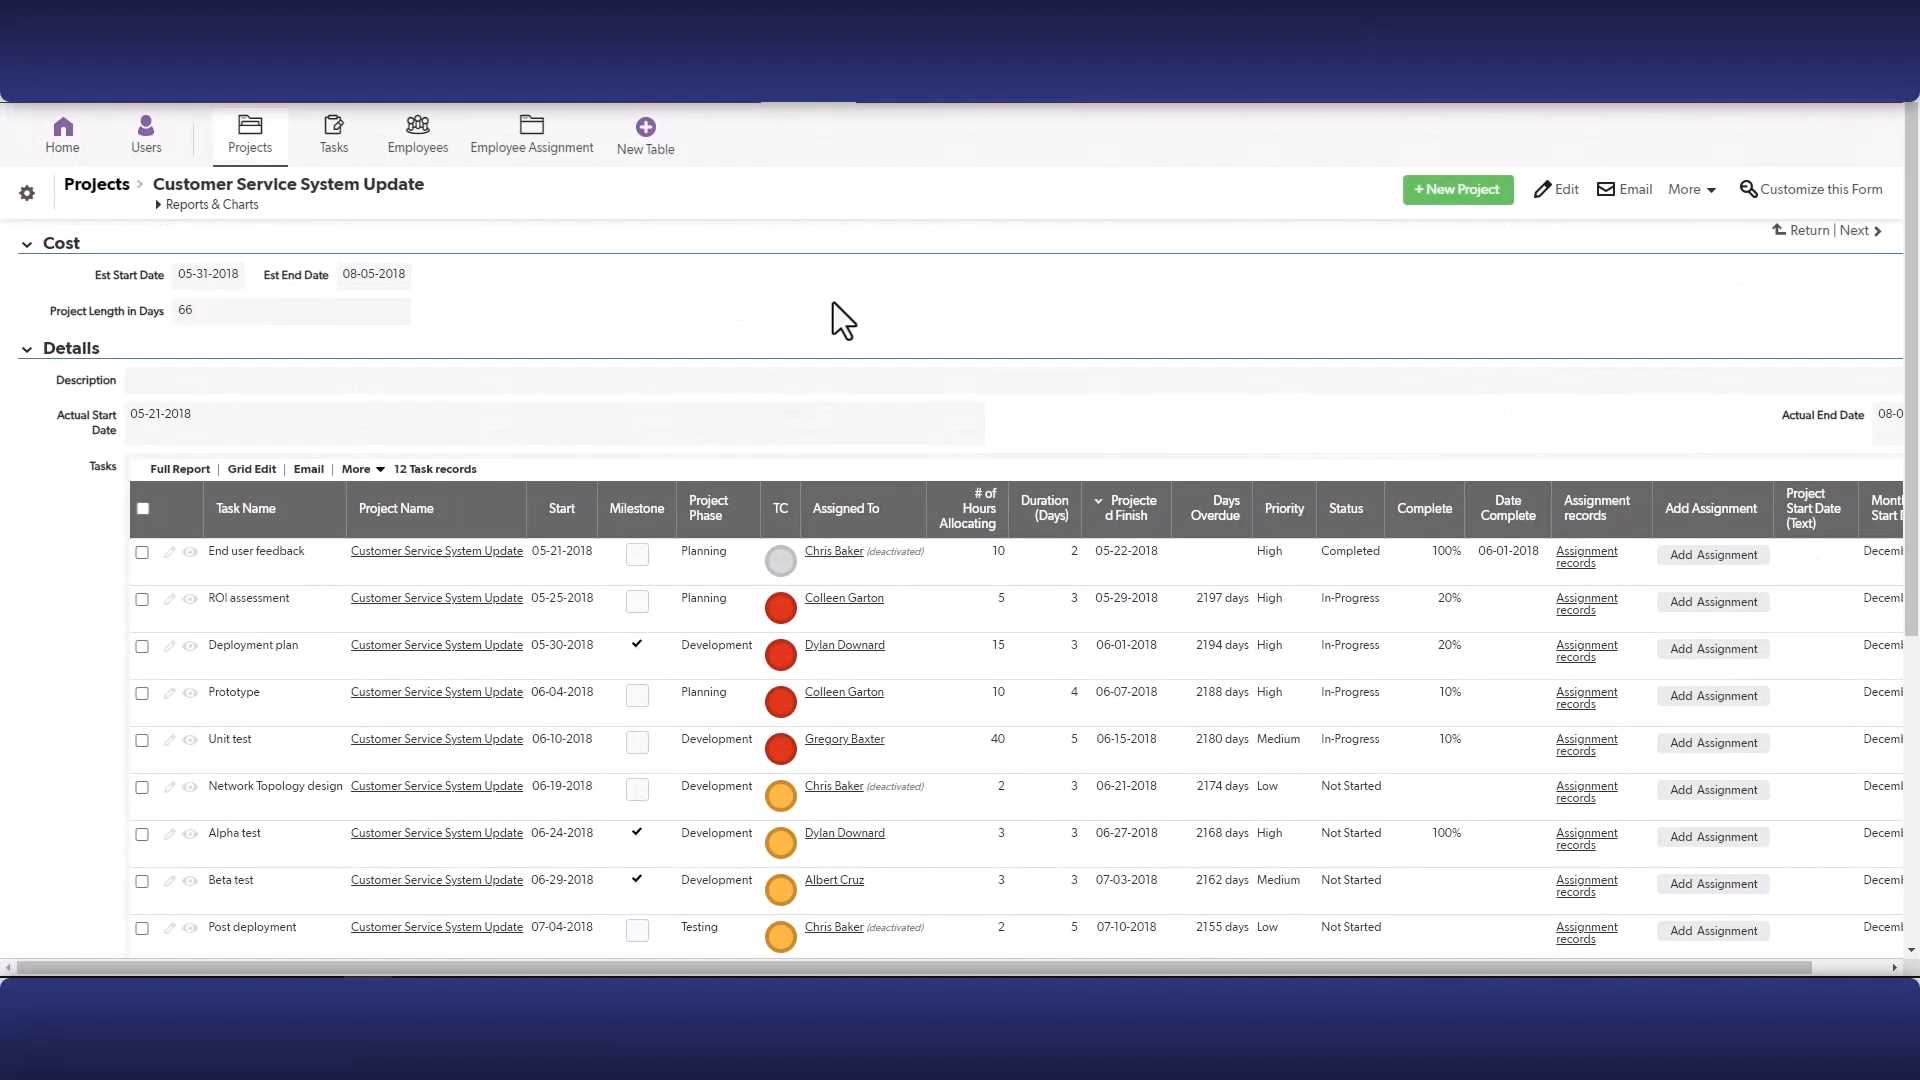 Home Users Projects Tasks Employees Employee Assignment New Table
Projects > Customer Service System Update
Reports & Charts
+ New Project Edit Email More Customize this Form
Return | Next
Cost
Est Start Date 05-31-2018 Est End Date 08-05-2018
Project Length in Days 66
Details
Description
Actual Start Date 05-21-2018 Actual End Date 08-0
Tasks Full Report | Grid Edit | Email | More 12 Task records
Task Name Project Name Start Milestone Project Phase TC Assigned To # of Hours Allocating Duration (Days) Projecte d Finish Days Overdue Priority Status Complete Date Complete Assignment records Add Assignment Project Start Date (Text) Month Start D
End user feedback Customer Service System Update 05-21-2018 Planning Chris Baker (deactivated) 10 2 05-22-2018 High Completed 100% 06-01-2018 Assignment records Add Assignment Decem
ROI assessment Customer Service System Update 05-25-2018 Planning Colleen Garton 5 3 05-29-2018 2197 days High In-Progress 20% Assignment records Add Assignment Decem
Deployment plan Customer Service System Update 05-30-2018 Development Dylan Downard 15 3 06-01-2018 2194 days High In-Progress 20% Assignment records Add Assignment Decem
Prototype Customer Service System Update 06-04-2018 Planning Colleen Garton 10 4 06-07-2018 2188 days High In-Progress 10% Assignment records Add Assignment Decem
Unit test Customer Service System Update 06-10-2018 Development Gregory Baxter 40 5 06-15-2018 2180 days Medium In-Progress 10% Assignment records Add Assignment Decem
Network Topology design Customer Service System Update 06-19-2018 Development Chris Baker (deactivated) 2 3 06-21-2018 2174 days Low Not Started Assignment records Add Assignment Decem
Alpha test Customer Service System Update 06-24-2018 Development Dylan Downard 3 3 06-27-2018 2168 days High Not Started 100% Assignment records Add Assignment Decem
Beta test Customer Service System Update 06-29-2018 Development Albert Cruz 3 3 07-03-2018 2162 days Medium Not Started Assignment records Add Assignment Decem
Post deployment Customer Service System Update 07-04-2018 Testing Chris Baker (deactivated) 2 5 07-10-2018 2155 days Low Not Started Assignment records Add Assignment Decem